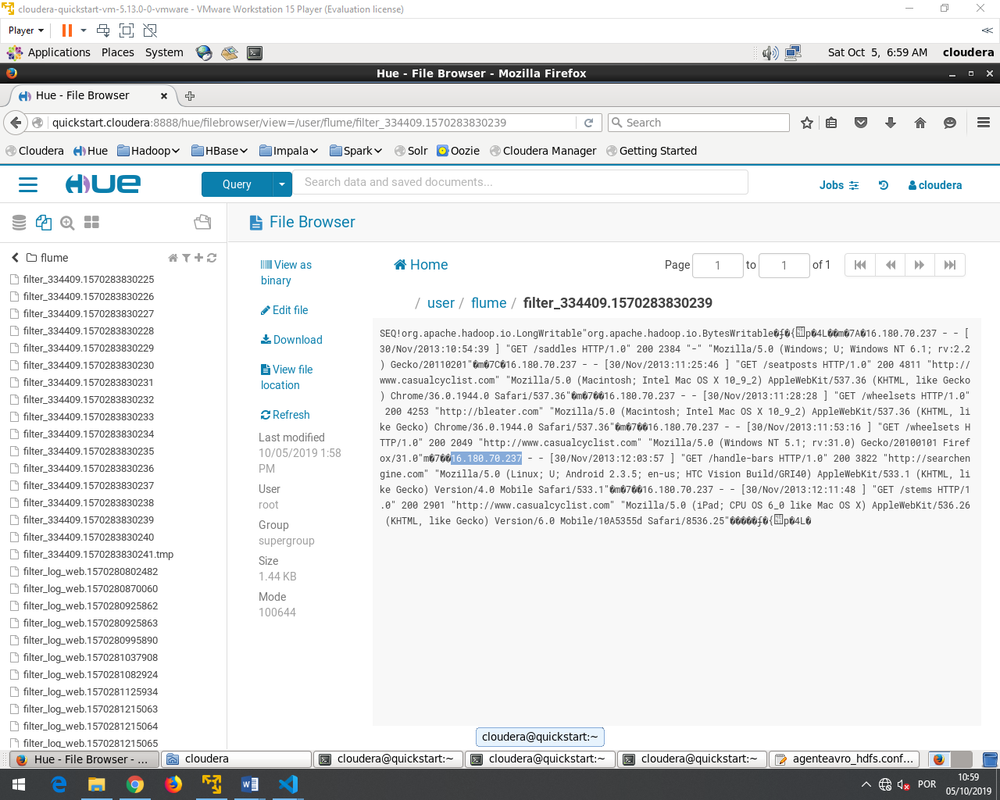 cloudera-quickstart-vm-5.13.0-0-vmware - VMware Workstation 15 Player (Evaluation license)
Player
Applications Places System Sat Oct 5, 6:59 AM cloudera
Hue - File Browser - Mozilla Firefox
Hue - File Browser
quickstart.cloudera:8888/hue/filebrowser/view=/user/flume/filter_334409.1570283830239 Search
Cloudera Hue Hadoop HBase Impala Spark Solr Oozie Cloudera Manager Getting Started
HUE Query Search data and saved documents... Jobs cloudera
File Browser
flume
filter_334409.1570283830225
filter_334409.1570283830226
filter_334409.1570283830227
filter_334409.1570283830228
filter_334409.1570283830229
filter_334409.1570283830230
filter_334409.1570283830231
filter_334409.1570283830232
filter_334409.1570283830233
filter_334409.1570283830234
filter_334409.1570283830235
filter_334409.1570283830236
filter_334409.1570283830237
filter_334409.1570283830238
filter_334409.1570283830239
filter_334409.1570283830240
filter_334409.1570283830241.tmp
filter_log_web.1570280802482
filter_log_web.1570280870060
filter_log_web.1570280925862
filter_log_web.1570280925863
filter_log_web.1570280995890
filter_log_web.1570281037908
filter_log_web.1570281082924
filter_log_web.1570281125934
filter_log_web.1570281215063
filter_log_web.1570281215064
filter_log_web.1570281215065
View as
binary
Edit file
Download
View file
location
Refresh
Last modified
10/05/2019 1:58
PM
User
root
Group
supergroup
Size
1.44 KB
Mode
100644
Home
Page 1 to 1 of 1
/ user / flume / filter_334409.1570283830239
SEQ!org.apache.hadoop.io.LongWritable"org.apache.hadoop.io.BytesWritable�ƒ�{p�4L��m�7A�16.180.70.237 - - [
30/Nov/2013:10:54:39 ] "GET /saddles HTTP/1.0" 200 2384 "-" "Mozilla/5.0 (Windows; U; Windows NT 6.1; rv:2.2
) Gecko/20110201"�m�7C�16.180.70.237 - - [30/Nov/2013:11:25:46 ] "GET /seatposts HTTP/1.0" 200 4811 "http://
www.casualcyclist.com" "Mozilla/5.0 (Macintosh; Intel Mac OS X 10_9_2) AppleWebKit/537.36 (KHTML, like Gecko
) Chrome/36.0.1944.0 Safari/537.36"�m�7��16.180.70.237 - - [30/Nov/2013:11:28:28 ] "GET /wheelsets HTTP/1.0"
200 4253 "http://bleater.com" "Mozilla/5.0 (Macintosh; Intel Mac OS X 10_9_2) AppleWebKit/537.36 (KHTML, li
ke Gecko) Chrome/36.0.1944.0 Safari/537.36"�m�7��16.180.70.237 - - [30/Nov/2013:11:53:16 ] "GET /wheelsets H
TTP/1.0" 200 2049 "http://www.casualcyclist.com" "Mozilla/5.0 (Windows NT 5.1; rv:31.0) Gecko/20100101 Firef
ox/31.0"m�7��16.180.70.237 - - [30/Nov/2013:12:03:57 ] "GET /handle-bars HTTP/1.0" 200 3822 "http://searchen
gine.com" "Mozilla/5.0 (Linux; U; Android 2.3.5; en-us; HTC Vision Build/GRI40) AppleWebKit/533.1 (KHTML, li
ke Gecko) Version/4.0 Mobile Safari/533.1"�m�7��16.180.70.237 - - [30/Nov/2013:12:11:48 ] "GET /stems HTTP/1
.0" 200 2901 "http://www.casualcyclist.com" "Mozilla/5.0 (iPad; CPU OS 6_0 like Mac OS X) AppleWebKit/536.26
(KHTML, like Gecko) Version/6.0 Mobile/10A5355d Safari/8536.25"�����ƒ�{p�4L�
cloudera@quickstart:~
Hue - File Browser - ... cloudera cloudera@quickstart:~ cloudera@quickstart:~ cloudera@quickstart:~ agenteavro_hdfs.conf...
POR 10:59
05/10/2019